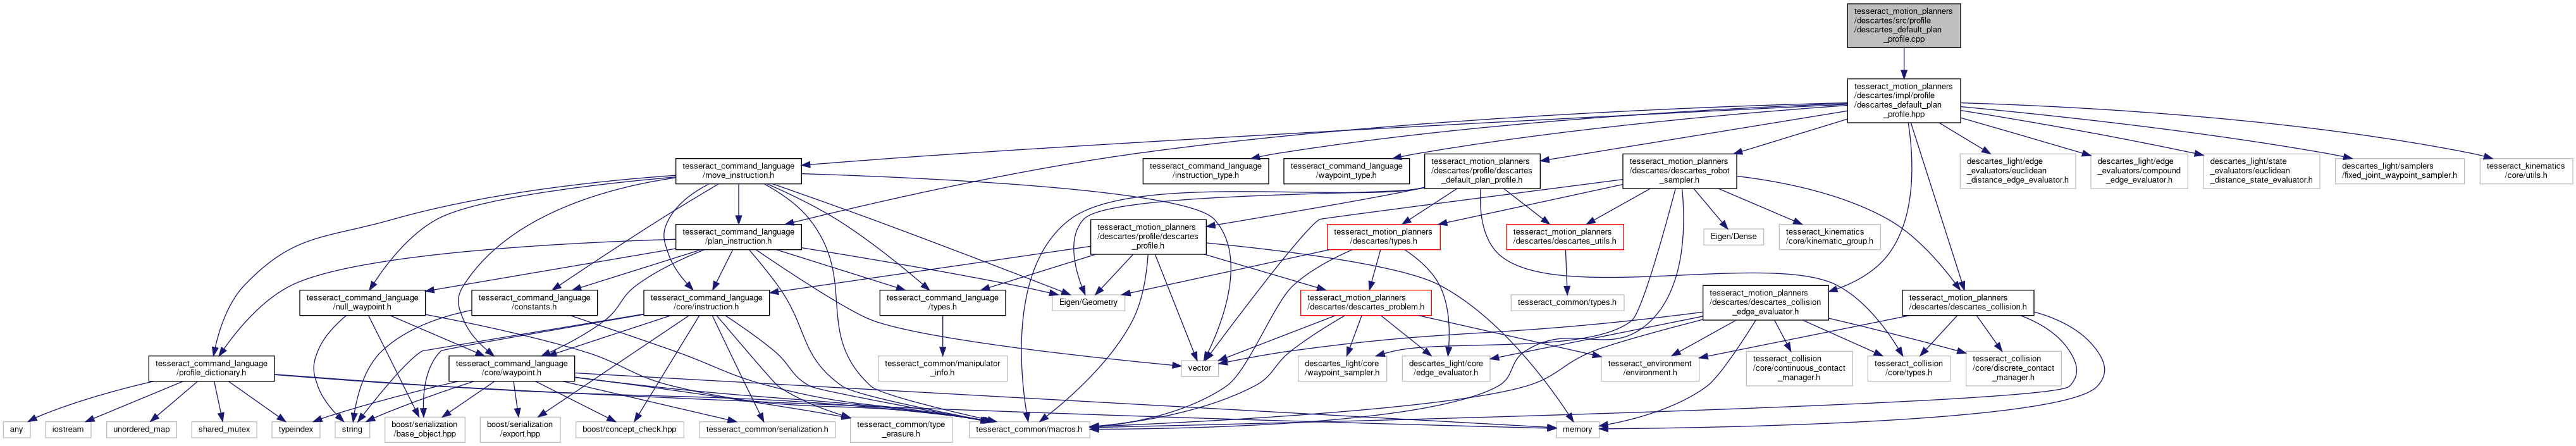 tesseract_motion_planners
/descartes/src/profile
/descartes_default_plan
_profile.cpp
tesseract_motion_planners
/descartes/impl/profile
/descartes_default_plan
_profile.hpp
tesseract_command_language
/move_instruction.h
tesseract_command_language
/instruction_type.h
tesseract_command_language
/waypoint_type.h
tesseract_motion_planners
/descartes/profile/descartes
_default_plan_profile.h
tesseract_motion_planners
/descartes/descartes_robot
_sampler.h
descartes_light/edge
_evaluators/euclidean
_distance_edge_evaluator.h
descartes_light/edge
_evaluators/compound
_edge_evaluator.h
descartes_light/state
_evaluators/euclidean
_distance_state_evaluator.h
descartes_light/samplers
/fixed_joint_waypoint_sampler.h
tesseract_kinematics
/core/utils.h
tesseract_command_language
/plan_instruction.h
tesseract_motion_planners
/descartes/profile/descartes
_profile.h
tesseract_motion_planners
/descartes/types.h
tesseract_motion_planners
/descartes/descartes_utils.h
Eigen/Dense
tesseract_kinematics
/core/kinematic_group.h
tesseract_command_language
/null_waypoint.h
tesseract_command_language
/constants.h
tesseract_command_language
/core/instruction.h
tesseract_command_language
/types.h
Eigen/Geometry
tesseract_motion_planners
/descartes/descartes_problem.h
tesseract_common/types.h
tesseract_motion_planners
/descartes/descartes_collision
_edge_evaluator.h
tesseract_motion_planners
/descartes/descartes_collision.h
tesseract_command_language
/profile_dictionary.h
tesseract_command_language
/core/waypoint.h
tesseract_common/manipulator
_info.h
vector
descartes_light/core
/waypoint_sampler.h
descartes_light/core
/edge_evaluator.h
tesseract_environment
/environment.h
tesseract_collision
/core/continuous_contact
_manager.h
tesseract_collision
/core/types.h
tesseract_collision
/core/discrete_contact
_manager.h
any
iostream
unordered_map
shared_mutex
typeindex
string
boost/serialization
/base_object.hpp
boost/serialization
/export.hpp
boost/concept_check.hpp
tesseract_common/serialization.h
tesseract_common/type
_erasure.h
tesseract_common/macros.h
memory